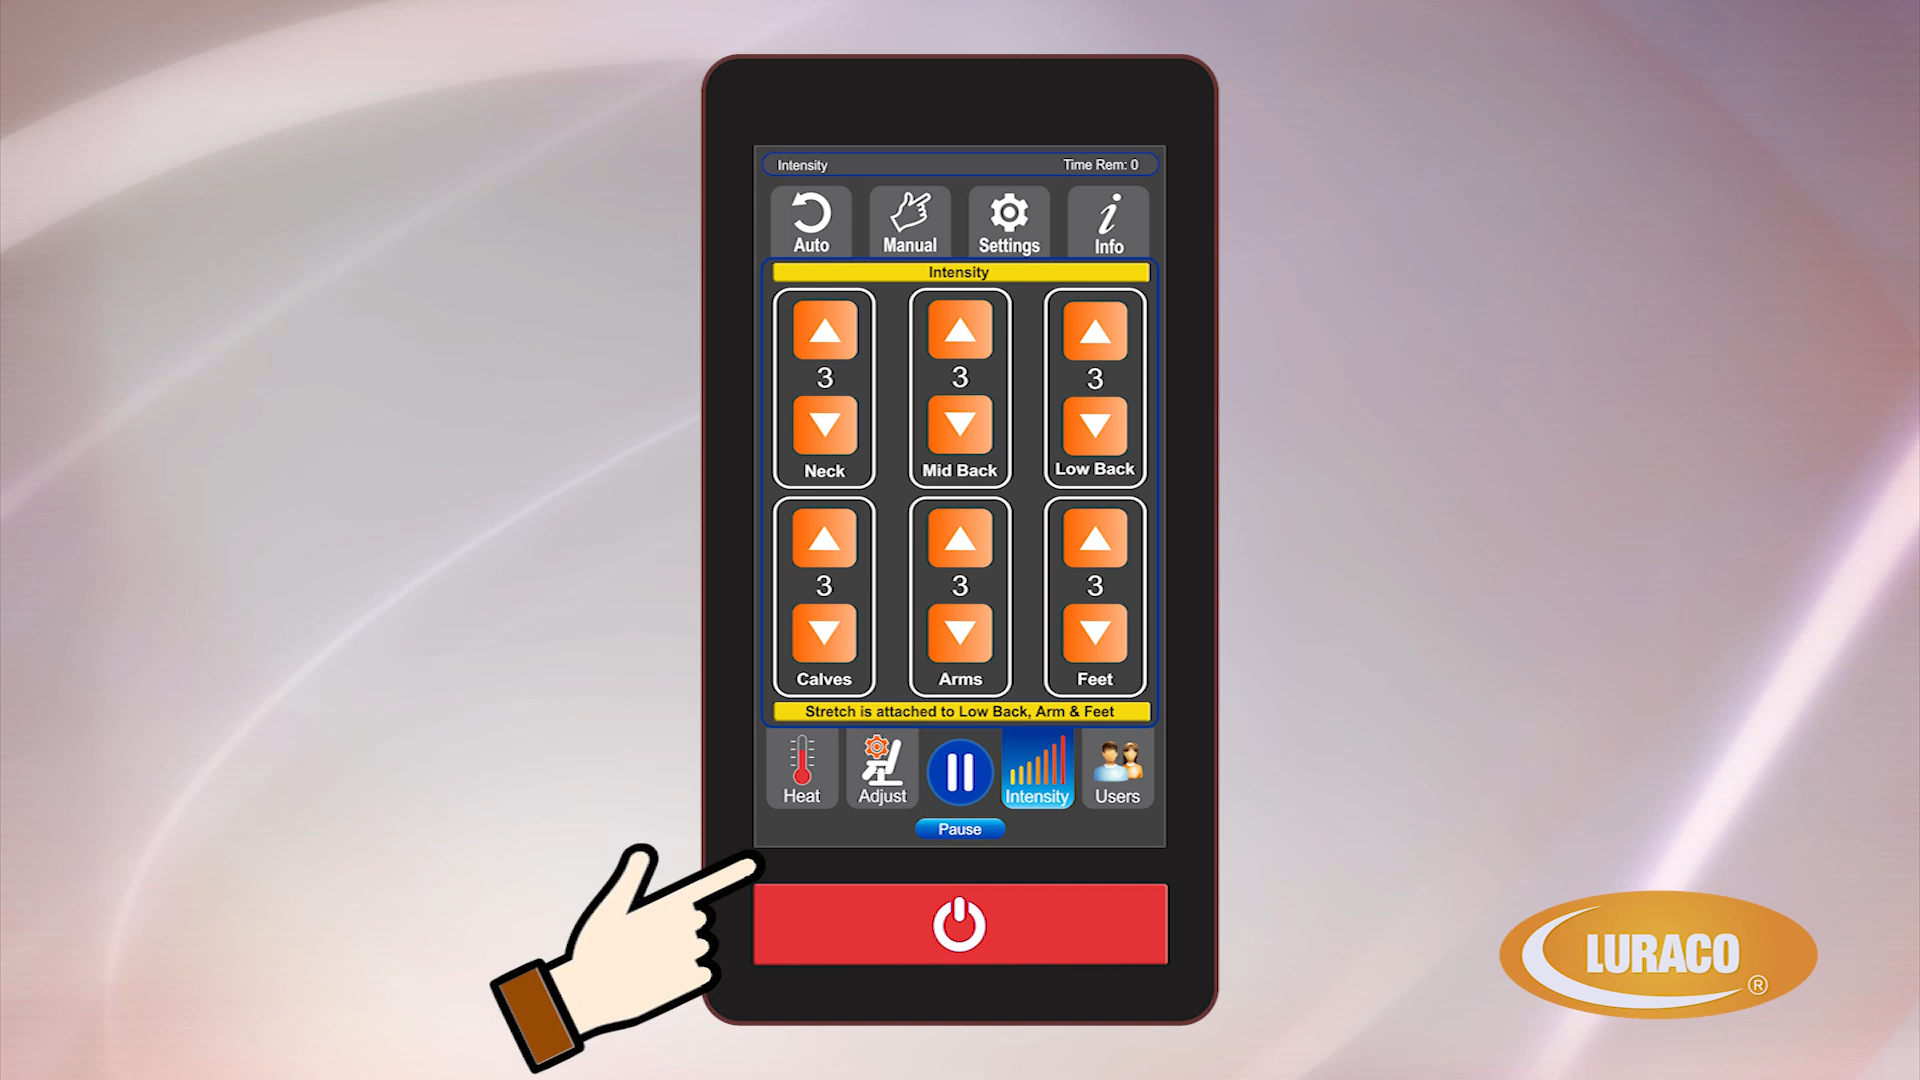 Intensity Time Rem: 0
Auto Manual Settings Info
Intensity
3 3 3
Neck Mid Back Low Back
3 3 3
Calves Arms Feet
Stretch is attached to Low Back, Arm & Feet
Heat Adjust Intensity Users
Pause
LURACO ®